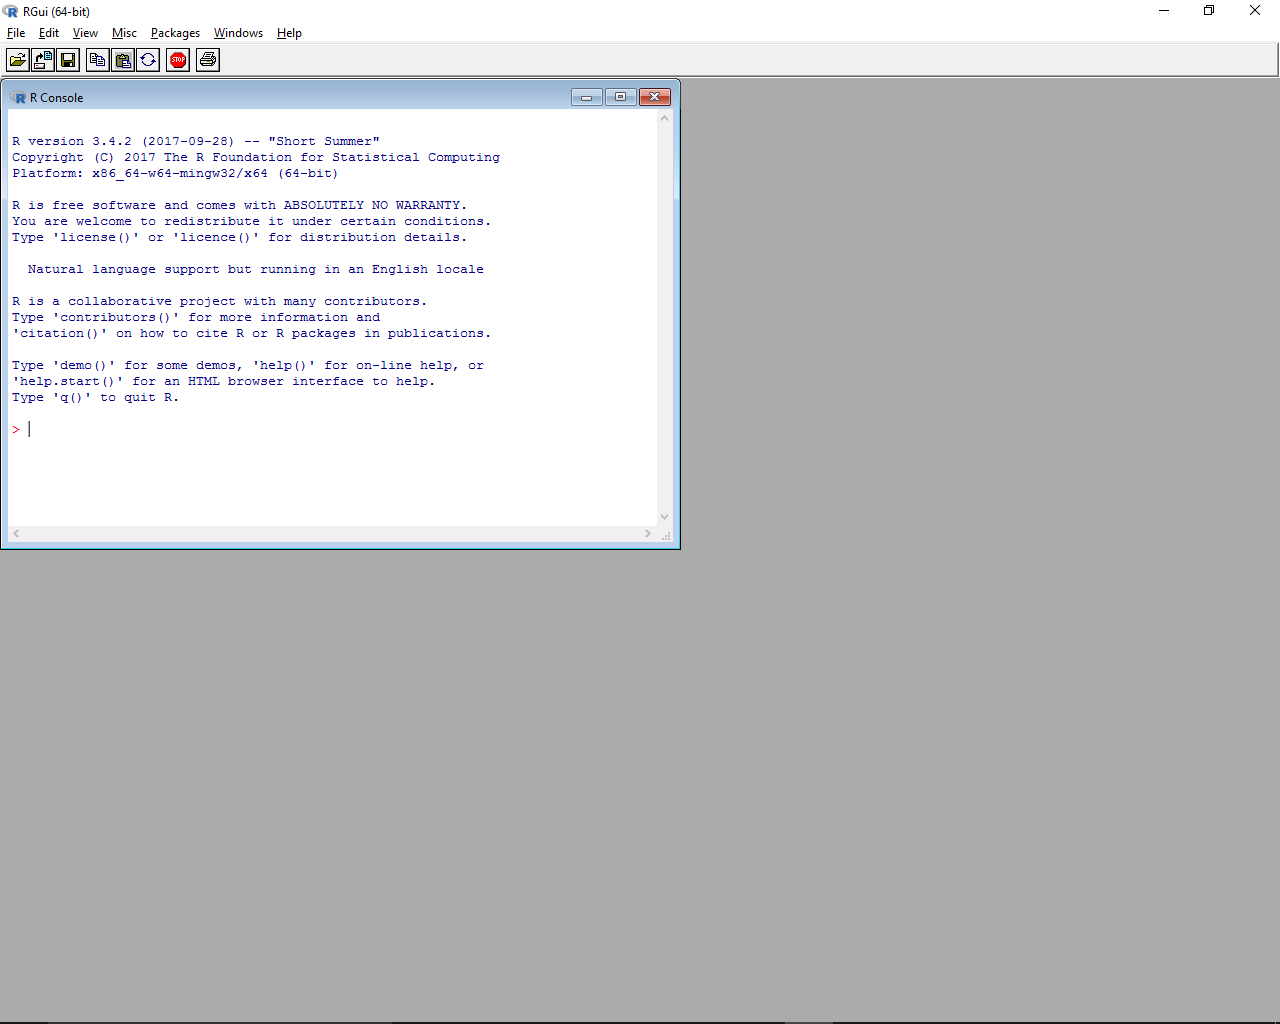 RGui (64-bit)
File Edit View Misc Packages Windows Help
STOP
R Console
R version 3.4.2 (2017-09-28) -- "Short Summer"
Copyright (C) 2017 The R Foundation for Statistical Computing
Platform: x86_64-w64-mingw32/x64 (64-bit)
R is free software and comes with ABSOLUTELY NO WARRANTY.
You are welcome to redistribute it under certain conditions.
Type 'license()' or 'licence()' for distribution details.
Natural language support but running in an English locale
R is a collaborative project with many contributors.
Type 'contributors()' for more information and
'citation()' on how to cite R or R packages in publications.
Type 'demo()' for some demos, 'help()' for on-line help, or
'help.start()' for an HTML browser interface to help.
Type 'q()' to quit R.
>